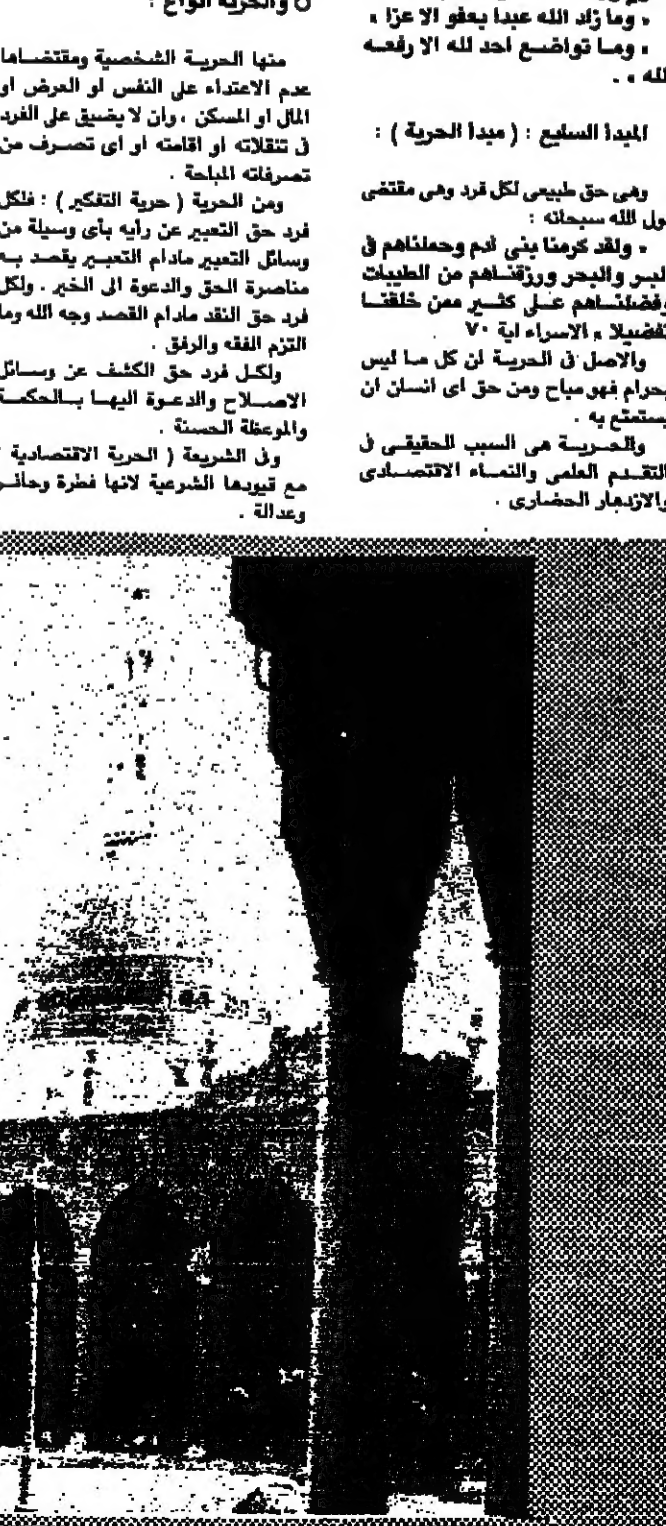 « وما زاد الله عبدا بعفو الا عزا »
« وما تواضع احد لله الا رفعه
لله » .
المبدأ السابع : ( مبدأ الحرية ) :
وهى حق طبيعى لكل فرد وهى مقتضى
ول الله سبحانه :
« ولقد كرمنا بنى ادم وحملناهم فى
لبر والبحر ورزقناهم من الطيبات
وفضلناهم على كثير ممن خلقنا
تفضيلا » الاسراء اية ٧٠
والاصل فى الحرية ان كل ما ليس
بحرام فهو مباح ومن حق اى انسان ان
يستمتع به .
والحرية هى السبب الحقيقى فى
التقدم العلمى والنماء الاقتصادى
والازدهار الحضارى .
○ والحرية انواع :
منها الحرية الشخصية ومقتضاها
عدم الاعتداء على النفس او العرض او
المال او المسكن ، وان لا يضيق على الفرد
فى تنقلاته او اقامته او اى تصرف من
تصرفاته المباحة .
ومن الحرية ( حرية التفكير ) : فلكل
فرد حق التعبير عن رأيه بأى وسيلة من
وسائل التعبير مادام التعبير يقصد به
مناصرة الحق والدعوة الى الخير . ولكل
فرد حق النقد مادام القصد وجه الله وما
التزم الفقه والرفق .
ولكل فرد حق الكشف عن وسائل
الاصلاح والدعوة اليها بالحكمة
والموعظة الحسنة .
وفى الشريعة ( الحرية الاقتصادية )
مع قيودها الشرعية لانها فطرة وحافز
وعدالة .